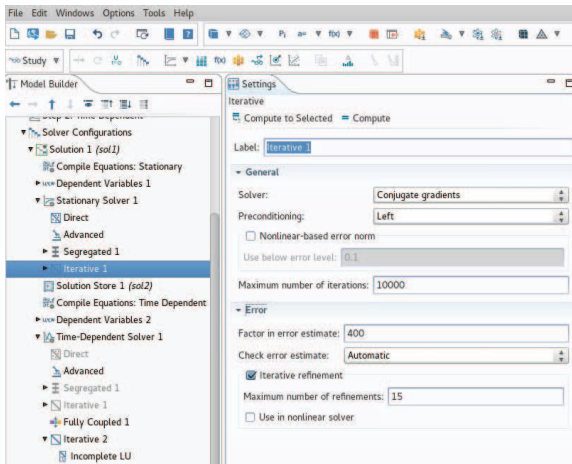 File Edit Windows Options Tools Help
Pi a= f(x)
Study f(x)
Model Builder
Step 2: Time Dependent
Solver Configurations
Solution 1 (sol1)
Compile Equations: Stationary
Dependent Variables 1
Stationary Solver 1
Direct
Advanced
Segregated 1
Iterative 1
Solution Store 1 (sol2)
Compile Equations: Time Dependent
Dependent Variables 2
Time-Dependent Solver 1
Direct
Advanced
Segregated 1
Iterative 1
Fully Coupled 1
Iterative 2
Incomplete LU
Settings
Iterative
Compute to Selected = Compute
Label: Iterative 1
General
Solver: Conjugate gradients
Preconditioning: Left
Nonlinear-based error norm
Use below error level: 0.1
Maximum number of iterations: 10000
Error
Factor in error estimate: 400
Check error estimate: Automatic
Iterative refinement
Maximum number of refinements: 15
Use in nonlinear solver